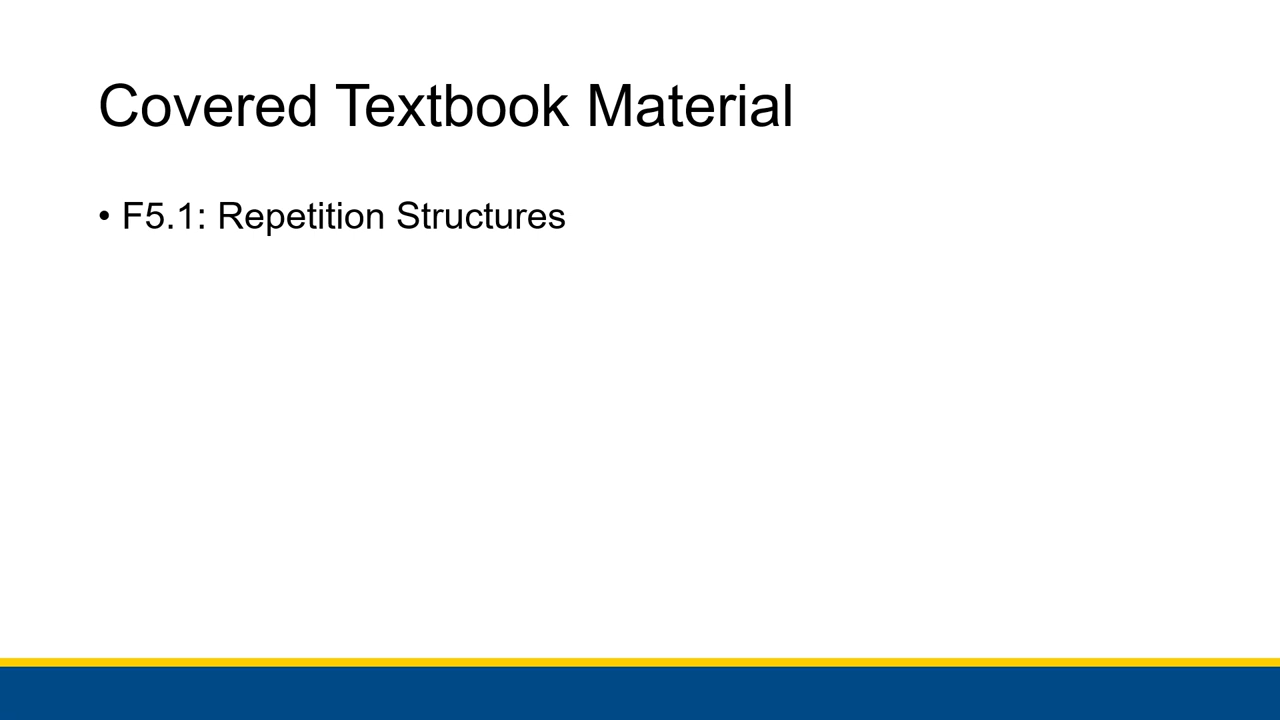 Covered Textbook Material
• F5.1: Repetition Structures